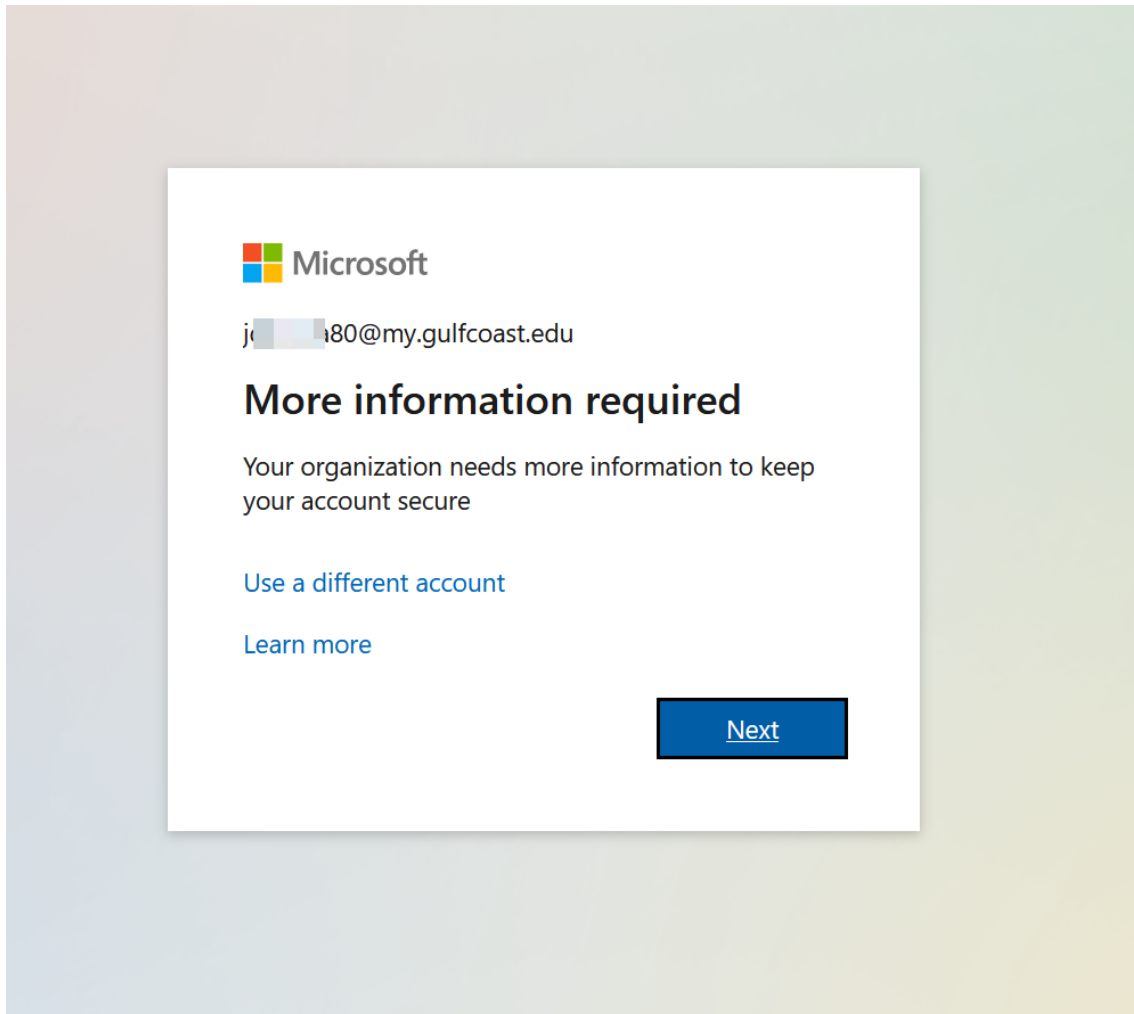 Microsoft
80@my.gulfcoast.edu
More information required
Your organization needs more information to keep
your account secure
Use a different account
Learn more
Next